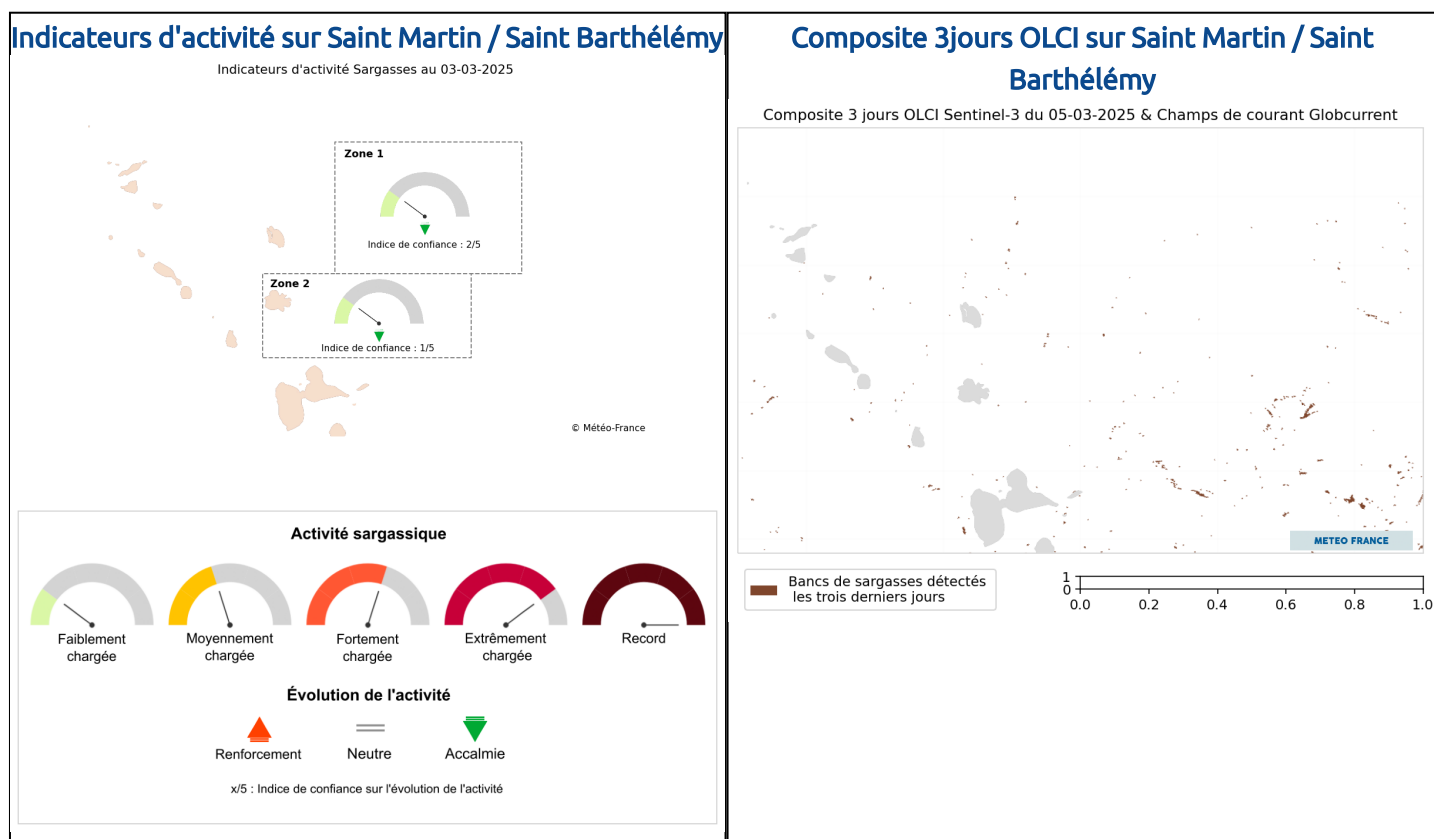 Indicateurs d'activité sur Saint Martin / Saint Barthélémy
Indicateurs d'activité Sargasses au 03-03-2025
Zone 1
Indice de confiance : 2/5
Zone 2
Indice de confiance : 1/5
© Météo-France
Activité sargassique
Faiblement
chargée
Moyennement
chargée
Fortement
chargée
Extrêmement
chargée
Record
Évolution de l'activité
Renforcement
Neutre
Accalmie
x/5 : Indice de confiance sur l'évolution de l'activité
Composite 3jours OLCI sur Saint Martin / Saint
Barthélémy
Composite 3 jours OLCI Sentinel-3 du 05-03-2025 & Champs de courant Globcurrent
METEO FRANCE
Bancs de sargasses détectés
les trois derniers jours
1
0
0.0 0.2 0.4 0.6 0.8 1.0